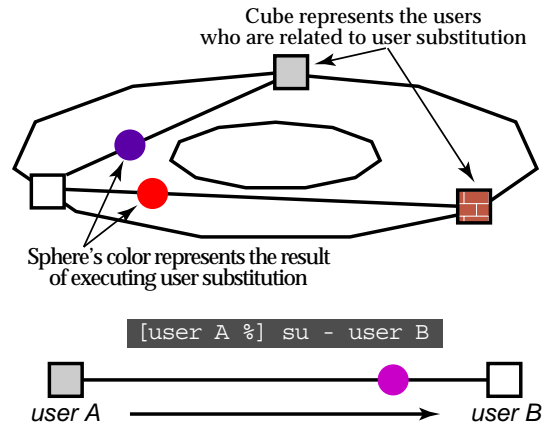 Cube represents the users
who are related to user substitution
Sphere's color represents the result
of executing user substitution
[user A %] su - user B
user A
user B